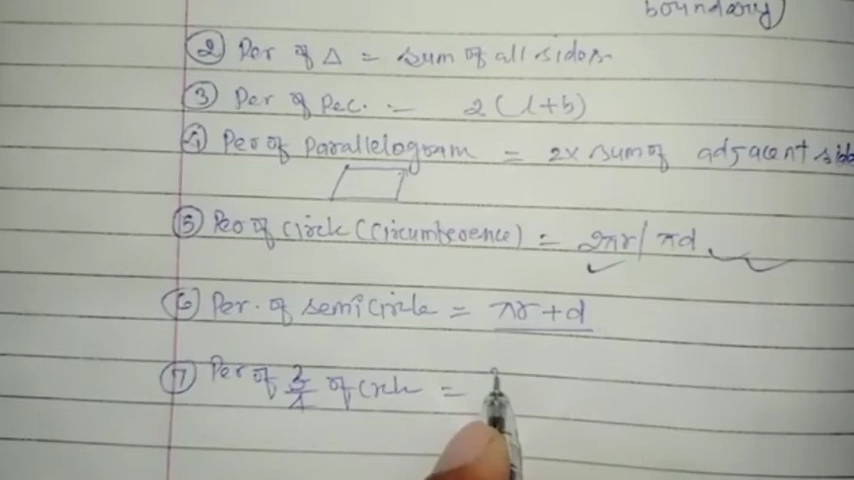 boundary)
② Per of Δ = sum of all sides
③ Per of Rec. = 2(l+b)
④ Per of Parallelogram = 2x sum of adjacent side
⑤ Per of circle (Circumference) = 2πr/πd
⑥ Per. of semicircle = πr+d
⑦ Per of 3/4 of circle =